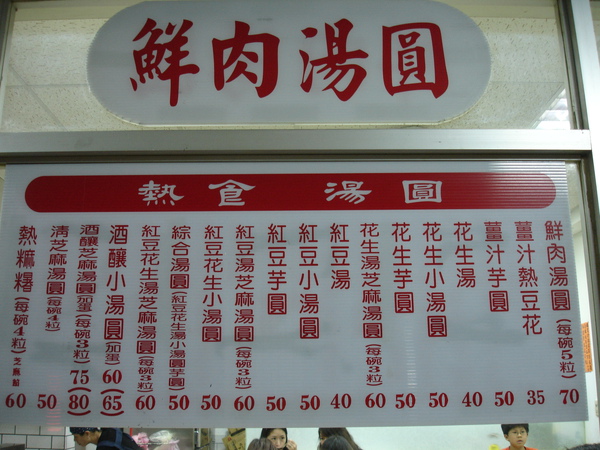 鮮肉湯圓
熱食 湯圓
鮮肉湯圓(每碗5粒) 70
薑汁熱豆花 35
薑汁芋圓 50
花生湯 40
花生小湯圓 50
花生芋圓 50
花生湯芝麻湯圓(每碗3粒) 60
紅豆湯 40
紅豆小湯圓 50
紅豆芋圓 50
紅豆湯芝麻湯圓(每碗3粒) 60
紅豆花生小湯圓 50
綜合湯圓(紅豆花生湯小湯圓芋圓) 50
紅豆花生湯芝麻湯圓(每碗3粒) 60
酒釀小湯圓(加蛋) 60 (65)
酒釀芝麻湯圓(加蛋)(每碗3粒) 75 (80)
清芝麻湯圓(每碗4粒) 50
熱麻糬(每碗4粒)芝麻餡 60